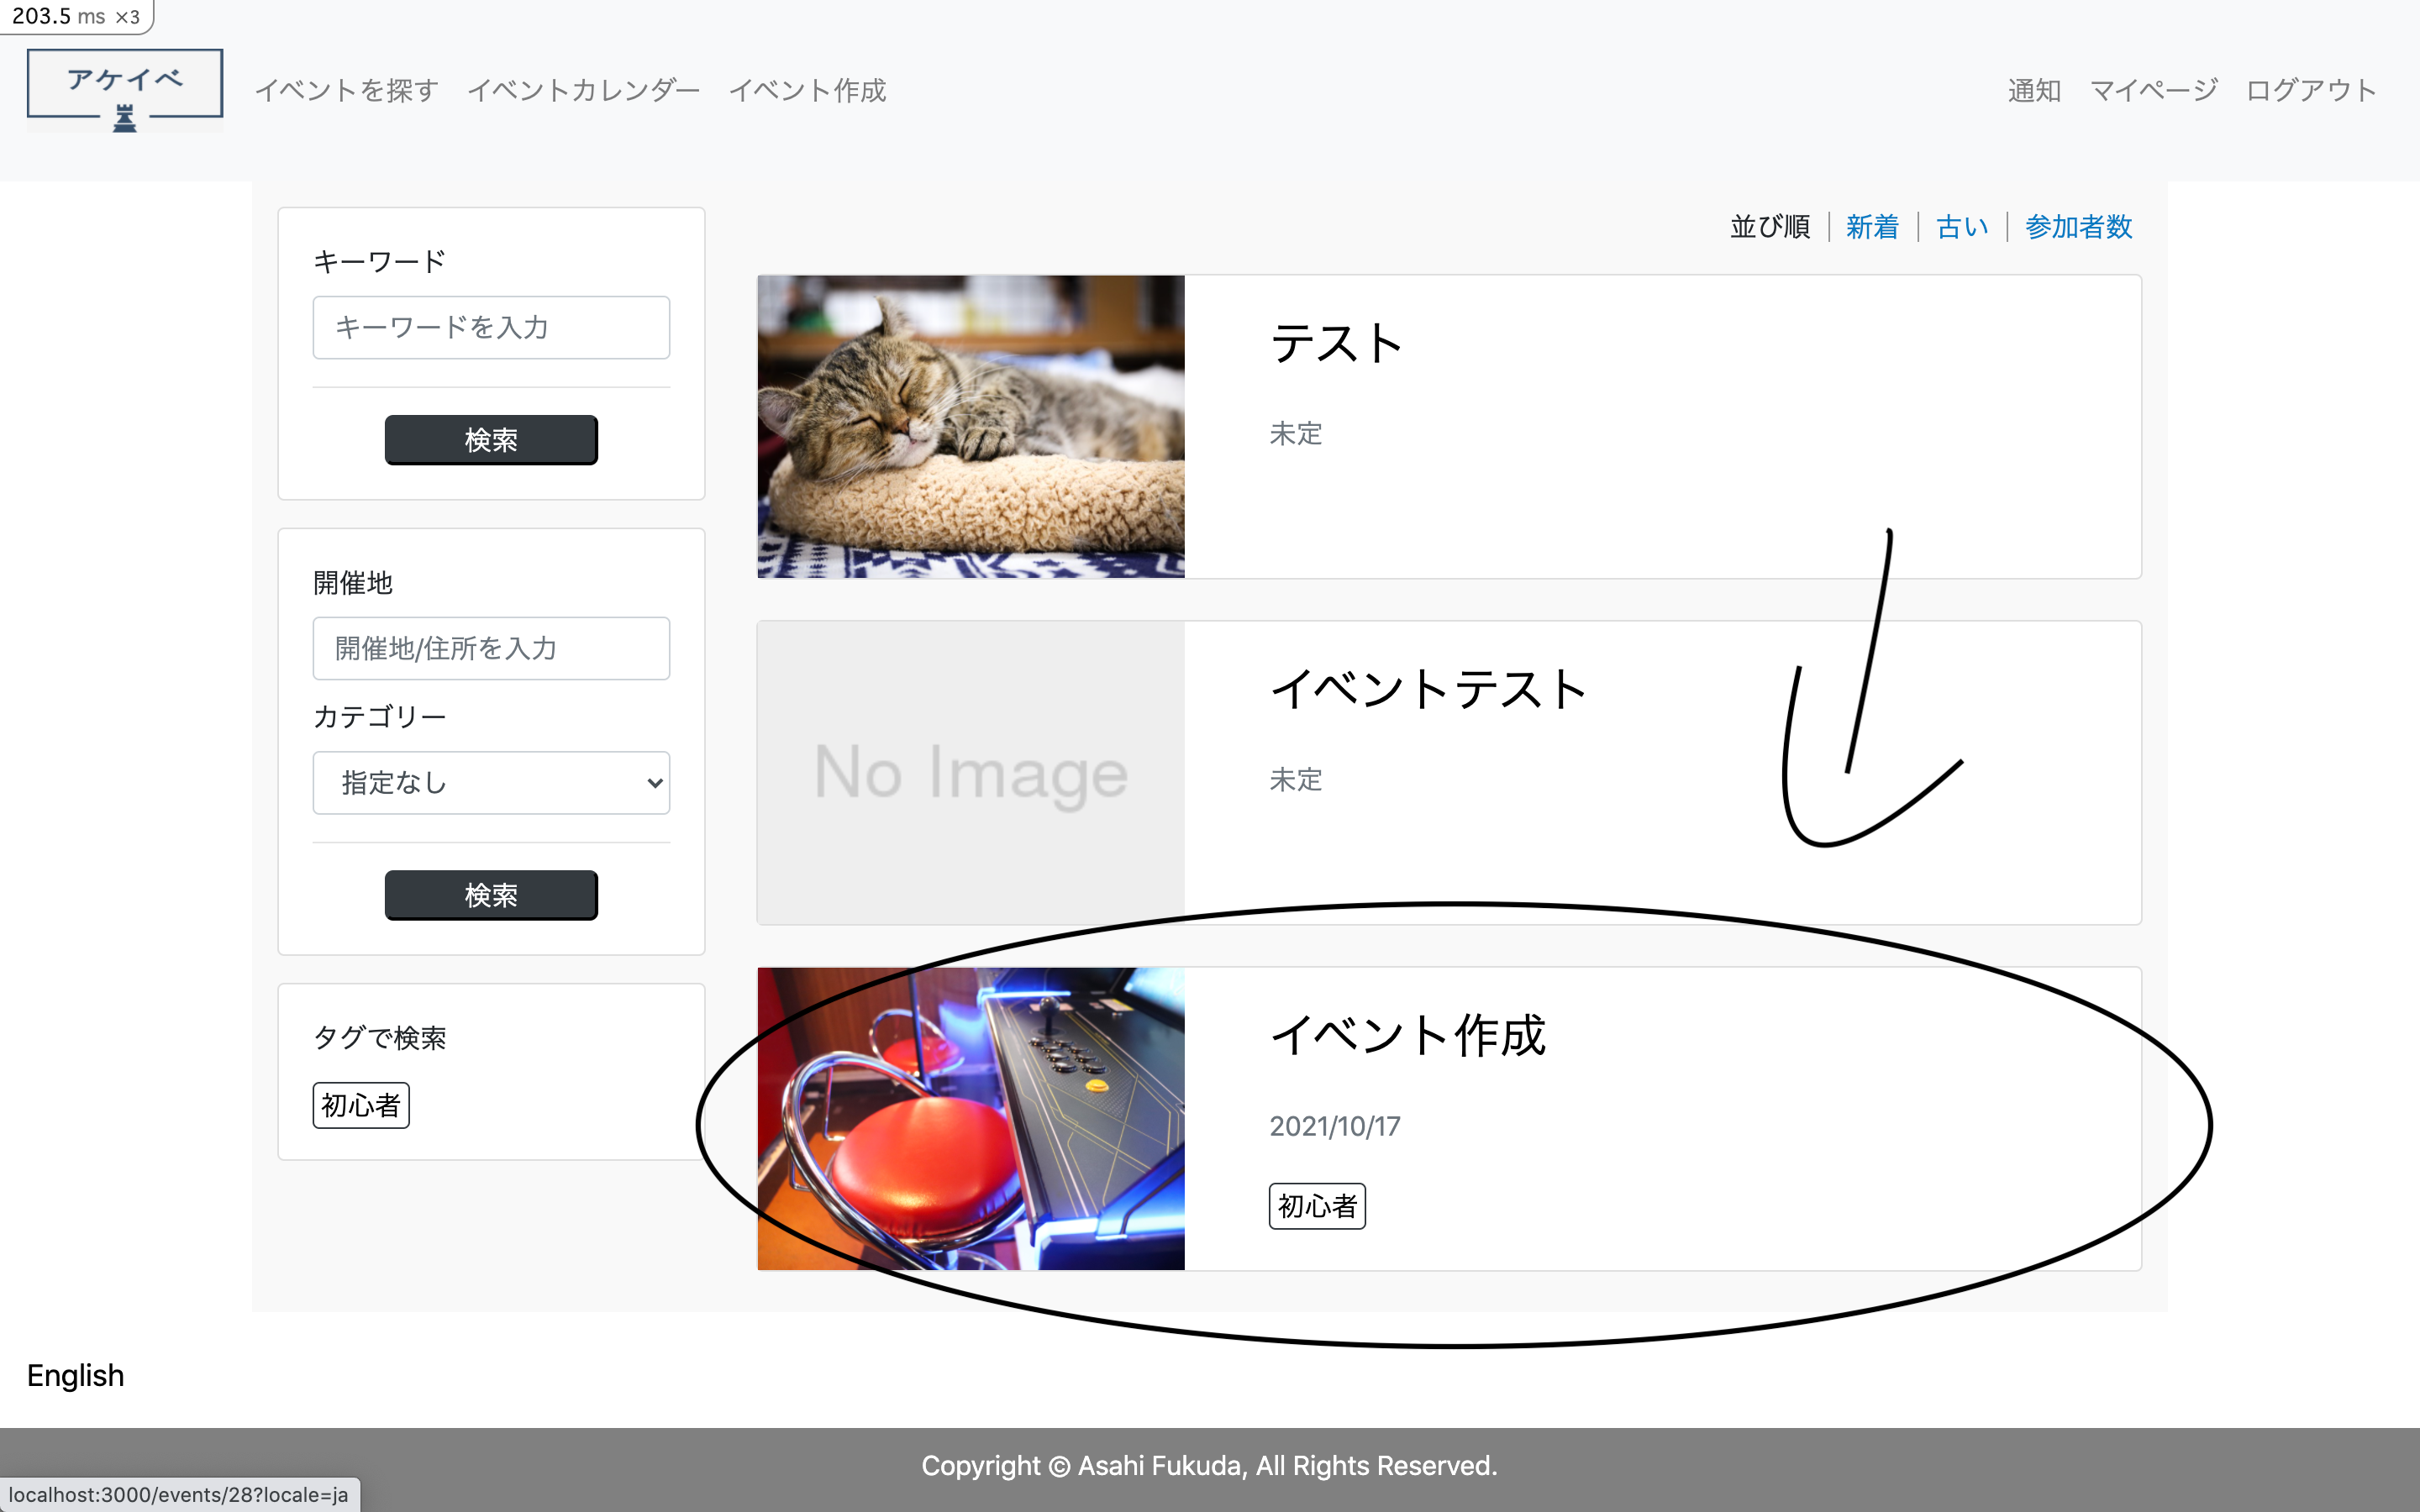 203.5 ms ×3
アケイベ
イベントを探す イベントカレンダー イベント作成
通知 マイページ ログアウト
キーワード
キーワードを入力
検索
開催地
開催地/住所を入力
カテゴリー
指定なし
検索
タグで検索
初心者
並び順 | 新着 | 古い | 参加者数
テスト
未定
No Image
イベントテスト
未定
イベント作成
2021/10/17
初心者
English
Copyright © Asahi Fukuda, All Rights Reserved.
localhost:3000/events/28?locale=ja